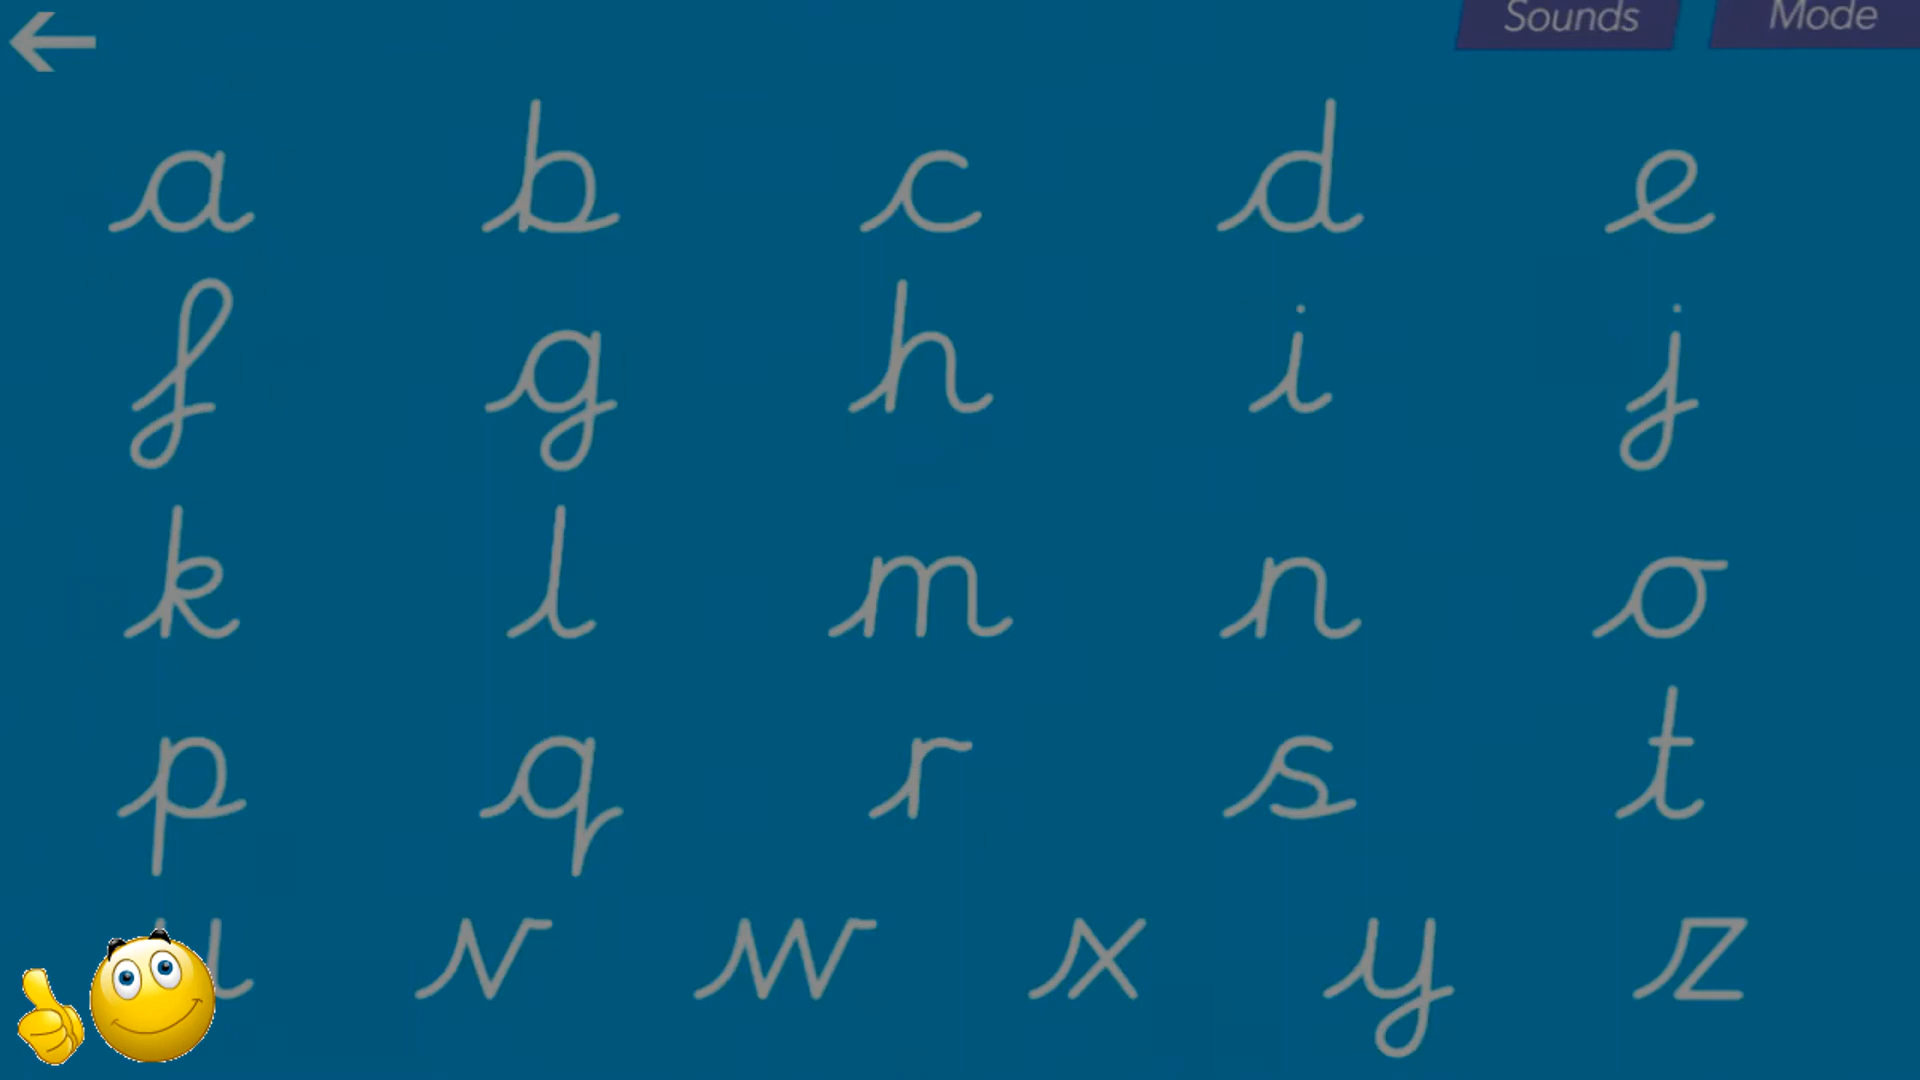 Sounds Mode
a b c d e
f g h i j
k l m n o
p q r s t
u v w x y z